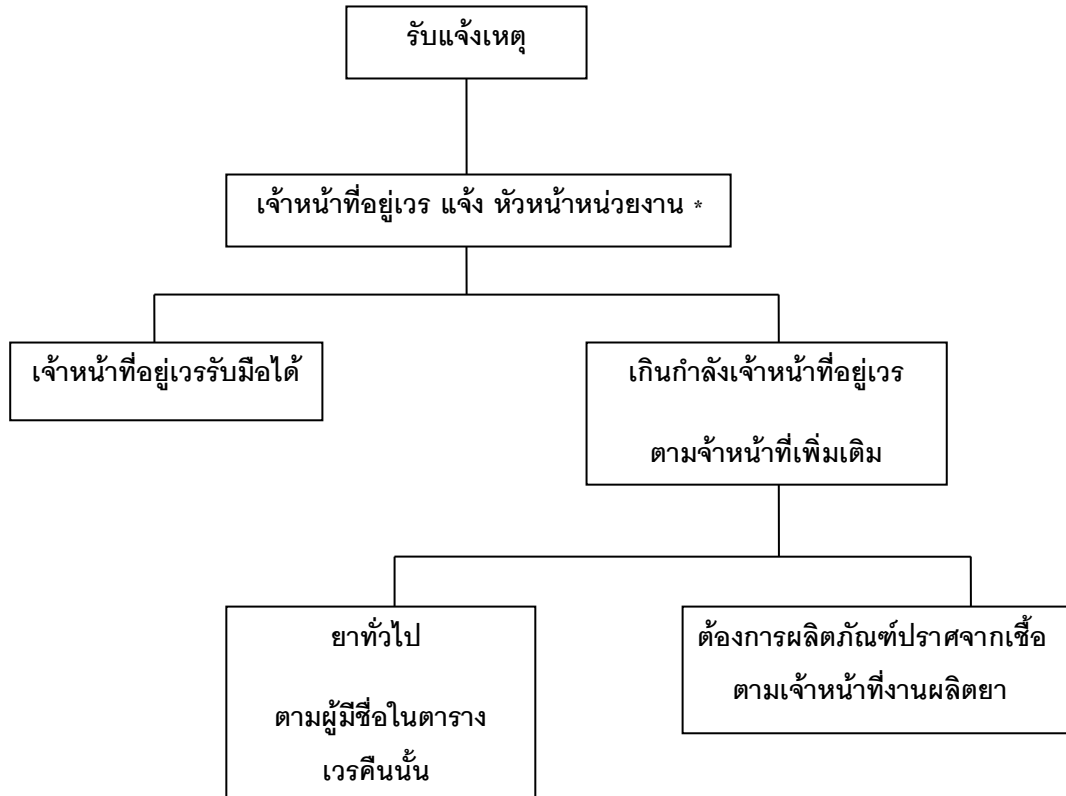 รับแจ้งเหตุ
เจ้าหน้าที่อยู่เวร แจ้ง หัวหน้าหน่วยงาน *
เจ้าหน้าที่อยู่เวรรับมือได้
เกินกำลังเจ้าหน้าที่อยู่เวร
ตามจ้าหน้าที่เพิ่มเติม
ยาทั่วไป
ตามผู้มีชื่อในตาราง
เวรคืนนั้น
ต้องการผลิตภัณฑ์ปราศจากเชื้อ
ตามเจ้าหน้าที่งานผลิตยา